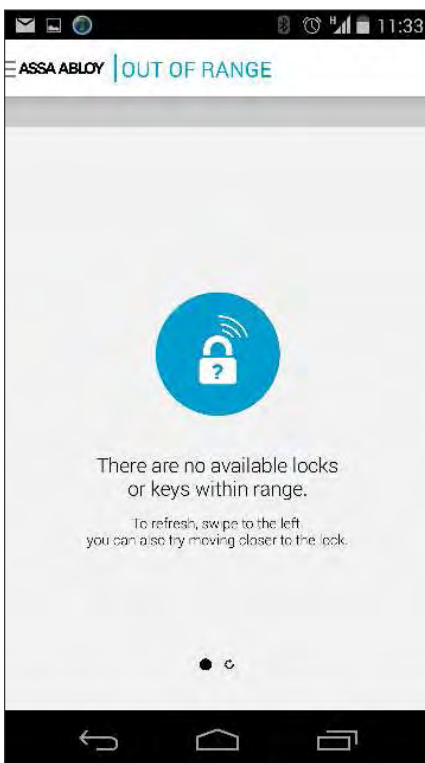 H 11:33
ASSA ABLOY OUT OF RANGE
?
There are no available locks
or keys within range.
To refresh, swipe to the left
you can also try moving closer to the lock.